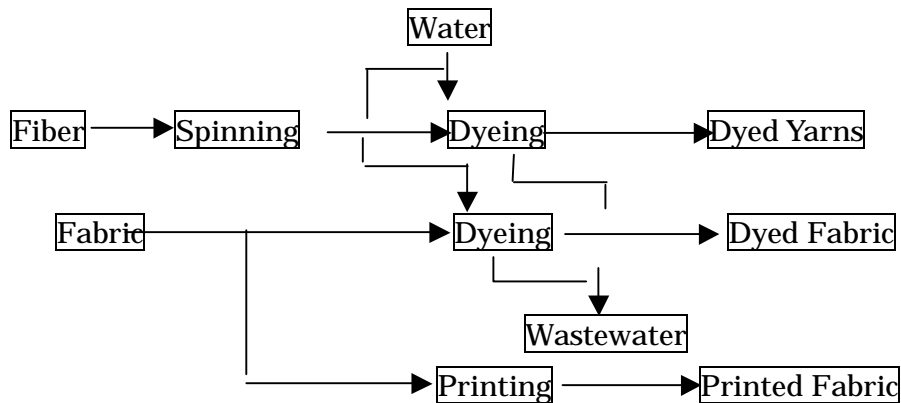 Water
Fiber Spinning Dyeing Dyed Yarns
Fabric Dyeing Dyed Fabric
Wastewater
Printing Printed Fabric